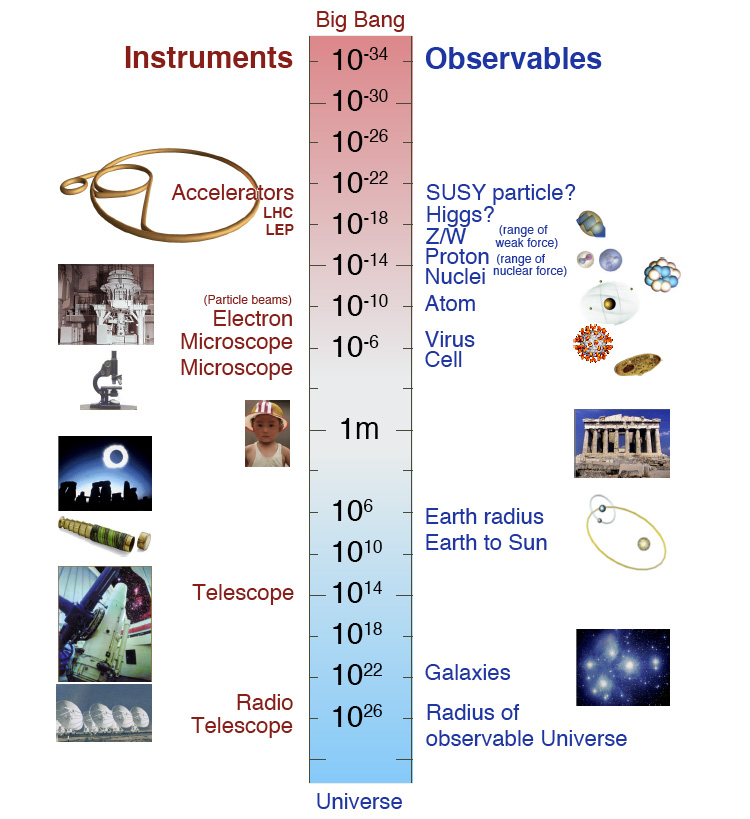 Big Bang
Instruments
Observables
10-34
10-30
10-26
10-22
10-18
10-14
10-10
10-6
1m
106
1010
1014
1018
1022
1026
Accelerators
LHC
LEP
(Particle beams)
Electron
Microscope
Microscope
Telescope
Radio
Telescope
SUSY particle?
Higgs?
Z/W (range of
weak force)
Proton (range of
Nuclei nuclear force)
Atom
Virus
Cell
Earth radius
Earth to Sun
Galaxies
Radius of
observable Universe
Universe